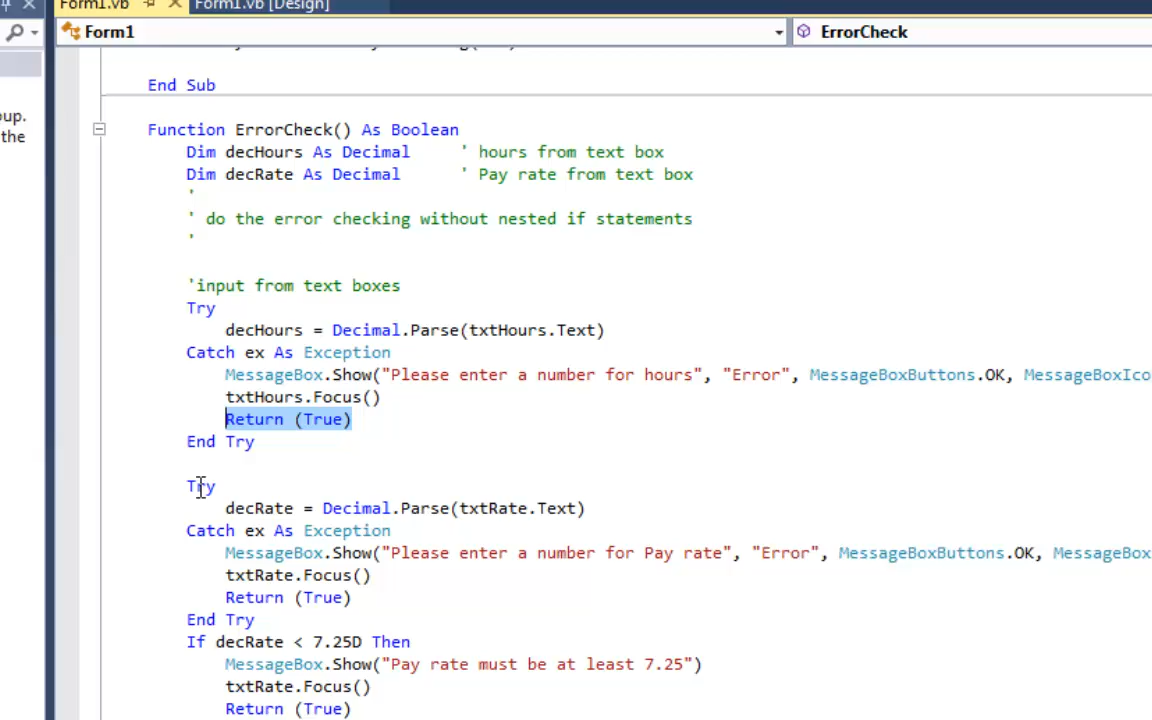 Form1.vb Form1.vb [Design]
Form1 ErrorCheck
End Sub
oup.
the
Function ErrorCheck() As Boolean
Dim decHours As Decimal ' hours from text box
Dim decRate As Decimal ' Pay rate from text box
'
' do the error checking without nested if statements
'
'input from text boxes
Try
decHours = Decimal.Parse(txtHours.Text)
Catch ex As Exception
MessageBox.Show("Please enter a number for hours", "Error", MessageBoxButtons.OK, MessageBoxIco
txtHours.Focus()
Return (True)
End Try
Try
decRate = Decimal.Parse(txtRate.Text)
Catch ex As Exception
MessageBox.Show("Please enter a number for Pay rate", "Error", MessageBoxButtons.OK, MessageBox
txtRate.Focus()
Return (True)
End Try
If decRate < 7.25D Then
MessageBox.Show("Pay rate must be at least 7.25")
txtRate.Focus()
Return (True)